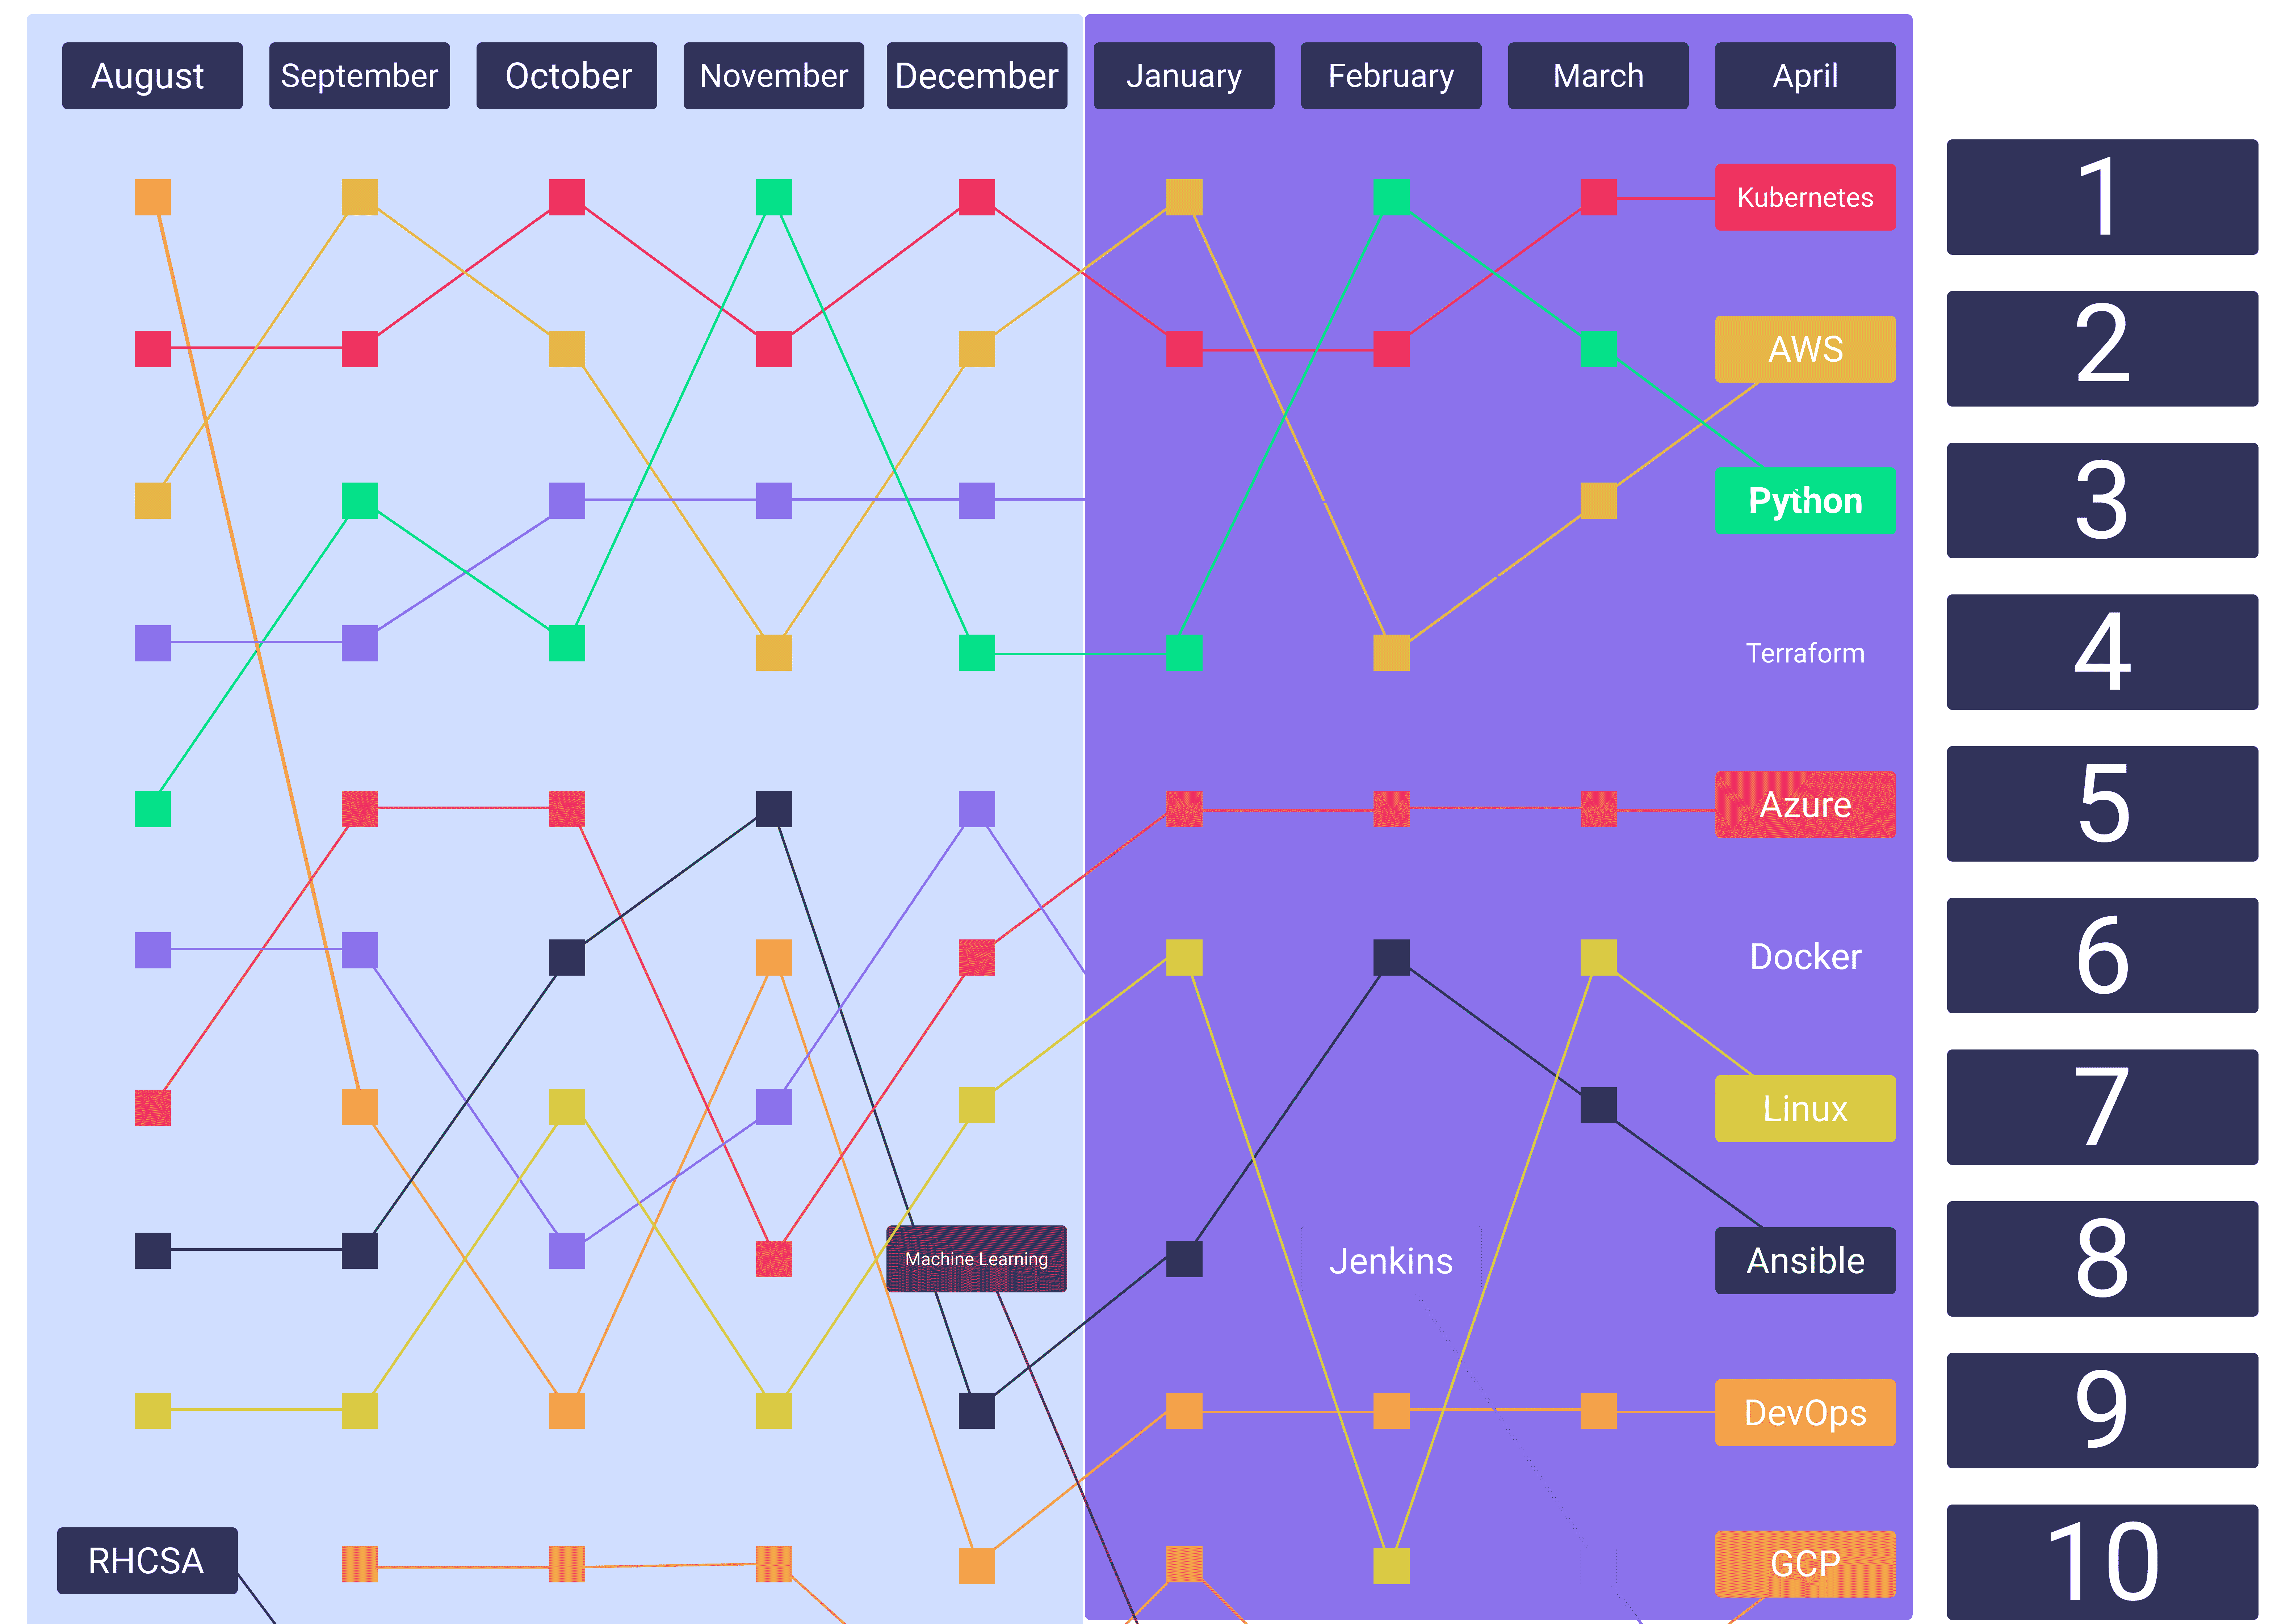 August September October November December January February March April
Kubernetes 1
AWS 2
Python 3
Terraform 4
Azure 5
Docker 6
Linux 7
Machine Learning Jenkins Ansible 8
DevOps 9
RHCSA GCP 10